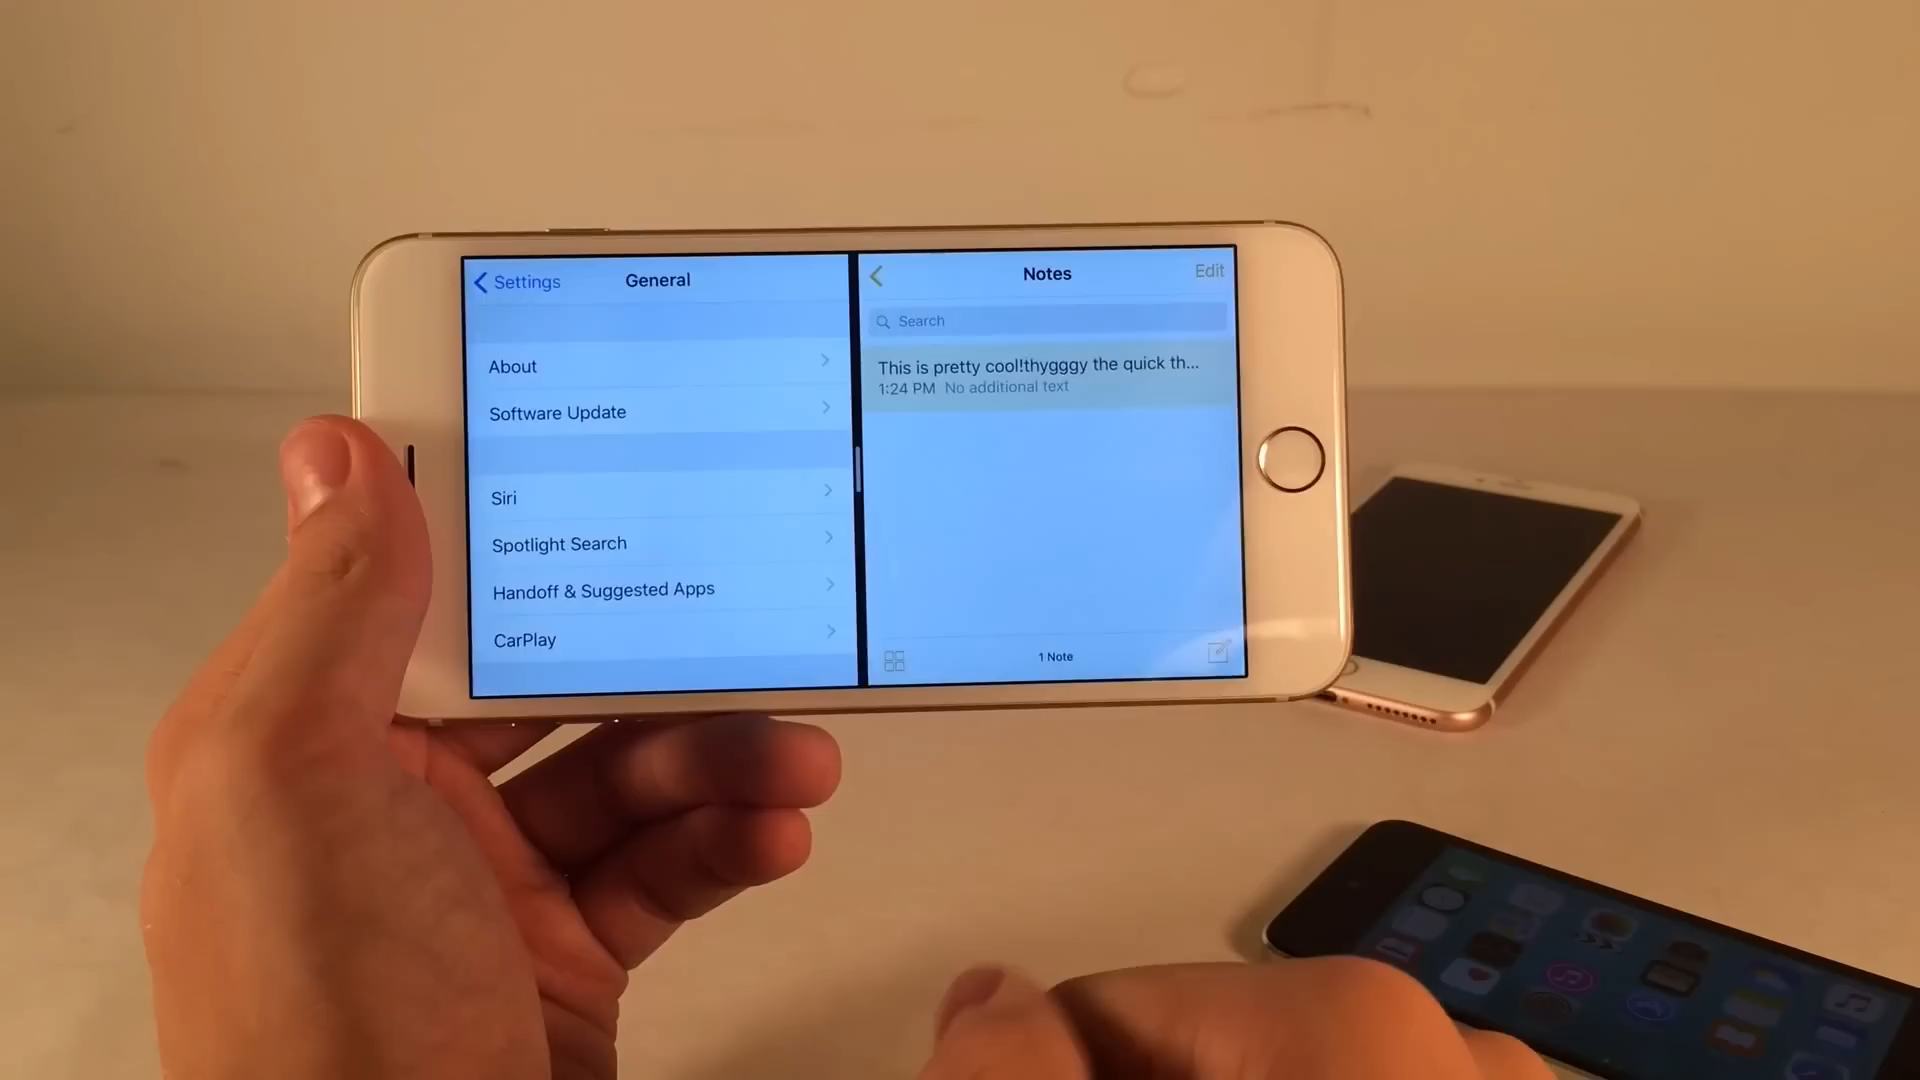 Settings
General
About
Software Update
Siri
Spotlight Search
Handoff & Suggested Apps
CarPlay
Notes
Edit
Search
This is pretty cool!thygggy the quick th...
1:24 PM No additional text
1 Note